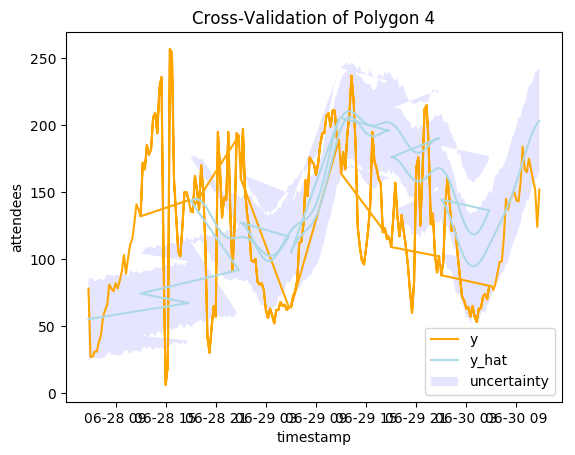 Cross-Validation of Polygon 4
attendees
250
200
150
100
50
0
y
y_hat
uncertainty
06-28 09 06-28 15 06-28 21 06-29 03 06-29 09 06-29 15 06-29 21 06-30 03 06-30 09
timestamp